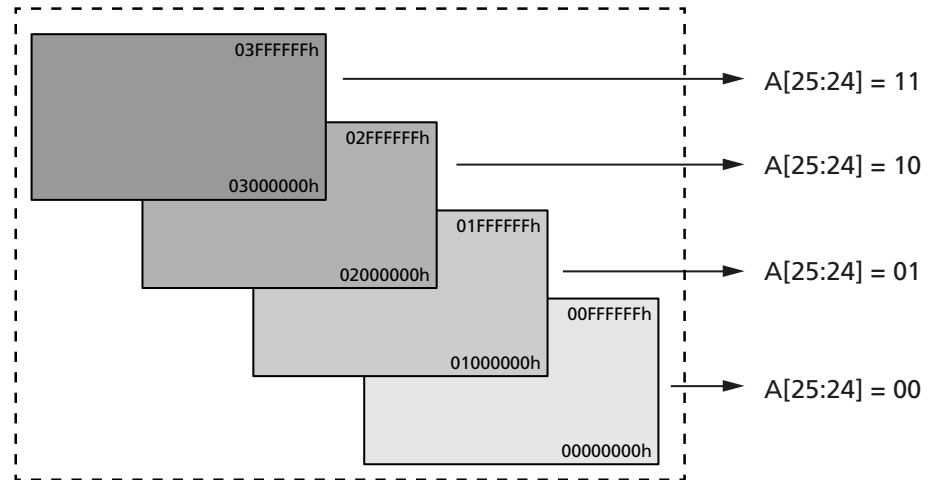 03FFFFFFh
A[25:24] = 11
02FFFFFFh
A[25:24] = 10
03000000h
01FFFFFFh
A[25:24] = 01
02000000h
00FFFFFFh
01000000h
A[25:24] = 00
00000000h